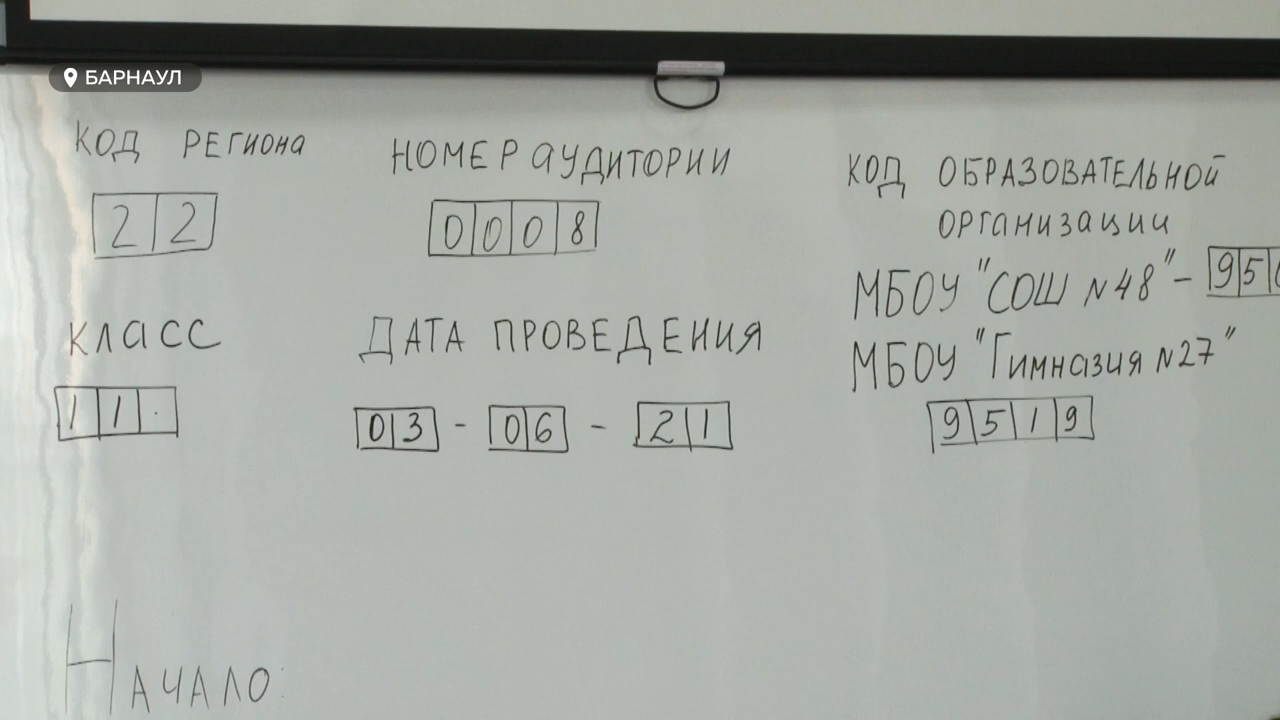 БАРНАУЛ
КОД РЕГИОНА
22
НОМЕР АУДИТОРИИ
0008
КОД ОБРАЗОВАТЕЛЬНОЙ
ОРГАНИЗАЦИИ
МБОУ "СОШ №48" - 95
МБОУ "Гимназия №27"
9519
КЛАСС
11.
ДАТА ПРОВЕДЕНИЯ
03 - 06 - 21
НАЧАЛО: